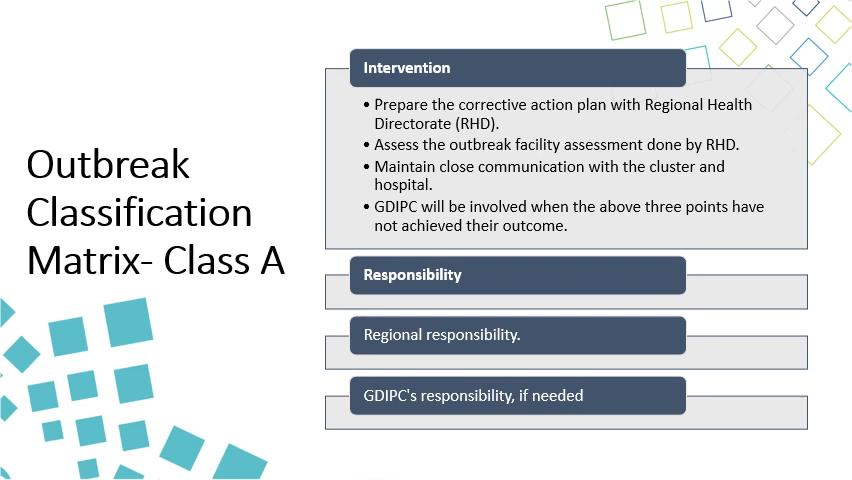 Outbreak
Classification
Matrix- Class A
Intervention
• Prepare the corrective action plan with Regional Health
Directorate (RHD).
• Assess the outbreak facility assessment done by RHD.
• Maintain close communication with the cluster and
hospital.
• GDIPC will be involved when the above three points have
not achieved their outcome.
Responsibility
Regional responsibility.
GDIPC's responsibility, if needed